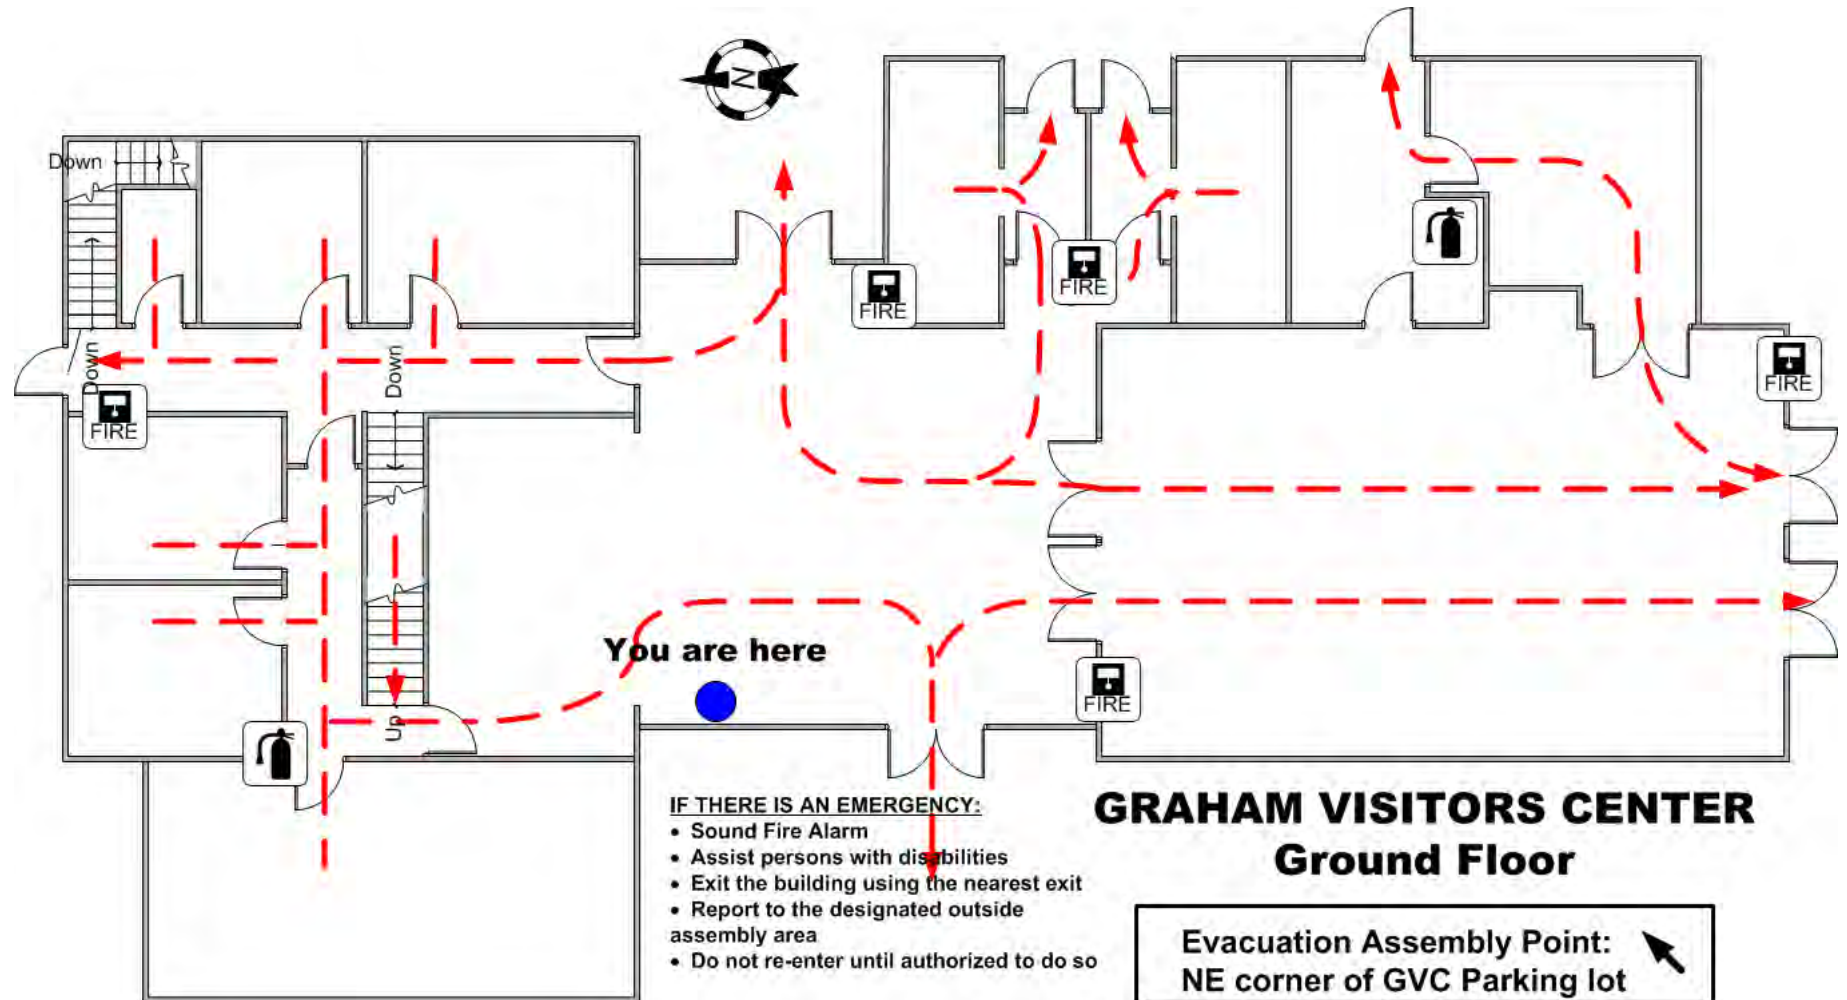 N
Down
Down
Down
FIRE
FIRE
FIRE
FIRE
You are here
FIRE
Up
IF THERE IS AN EMERGENCY:
• Sound Fire Alarm
• Assist persons with disabilities
• Exit the building using the nearest exit
• Report to the designated outside
assembly area
• Do not re-enter until authorized to do so
GRAHAM VISITORS CENTER
Ground Floor
Evacuation Assembly Point:
NE corner of GVC Parking lot